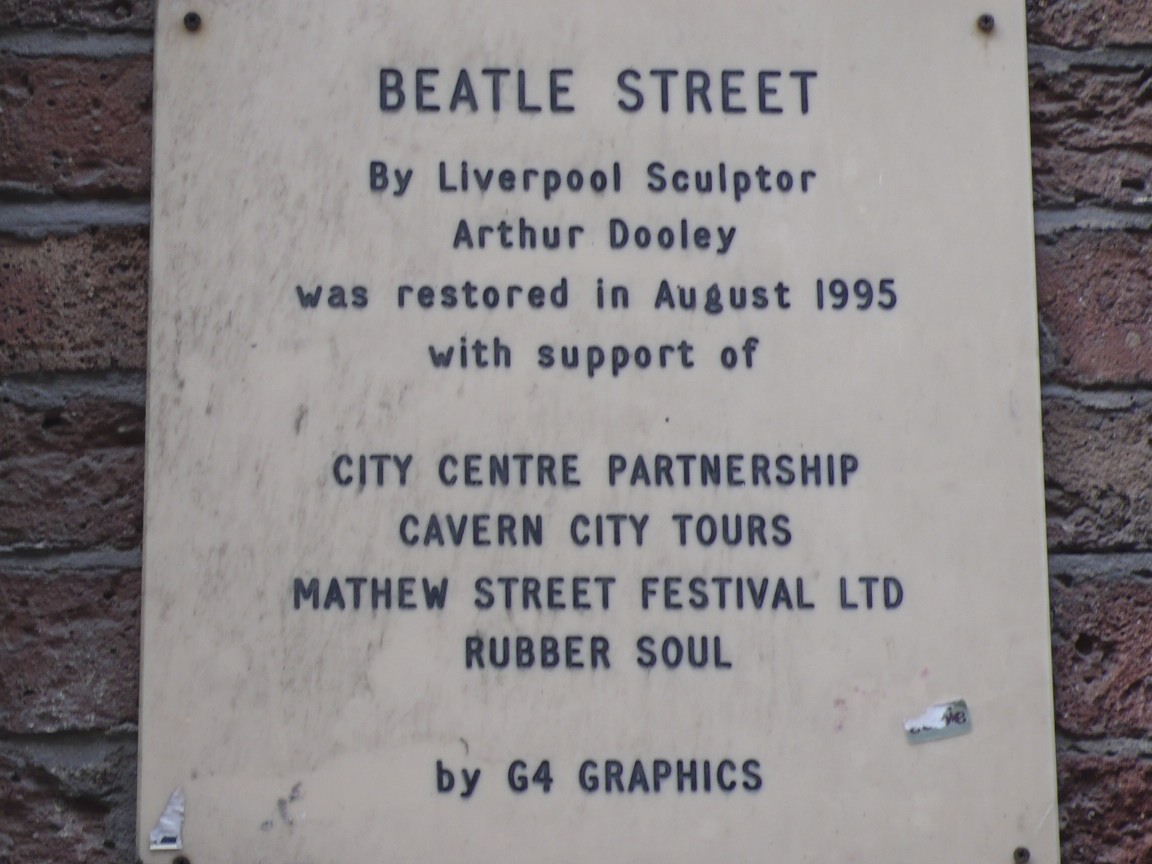 BEATLE STREET
By Liverpool Sculptor
Arthur Dooley
was restored in August 1995
with support of
CITY CENTRE PARTNERSHIP
CAVERN CITY TOURS
MATHEW STREET FESTIVAL LTD
RUBBER SOUL
by G4 GRAPHICS